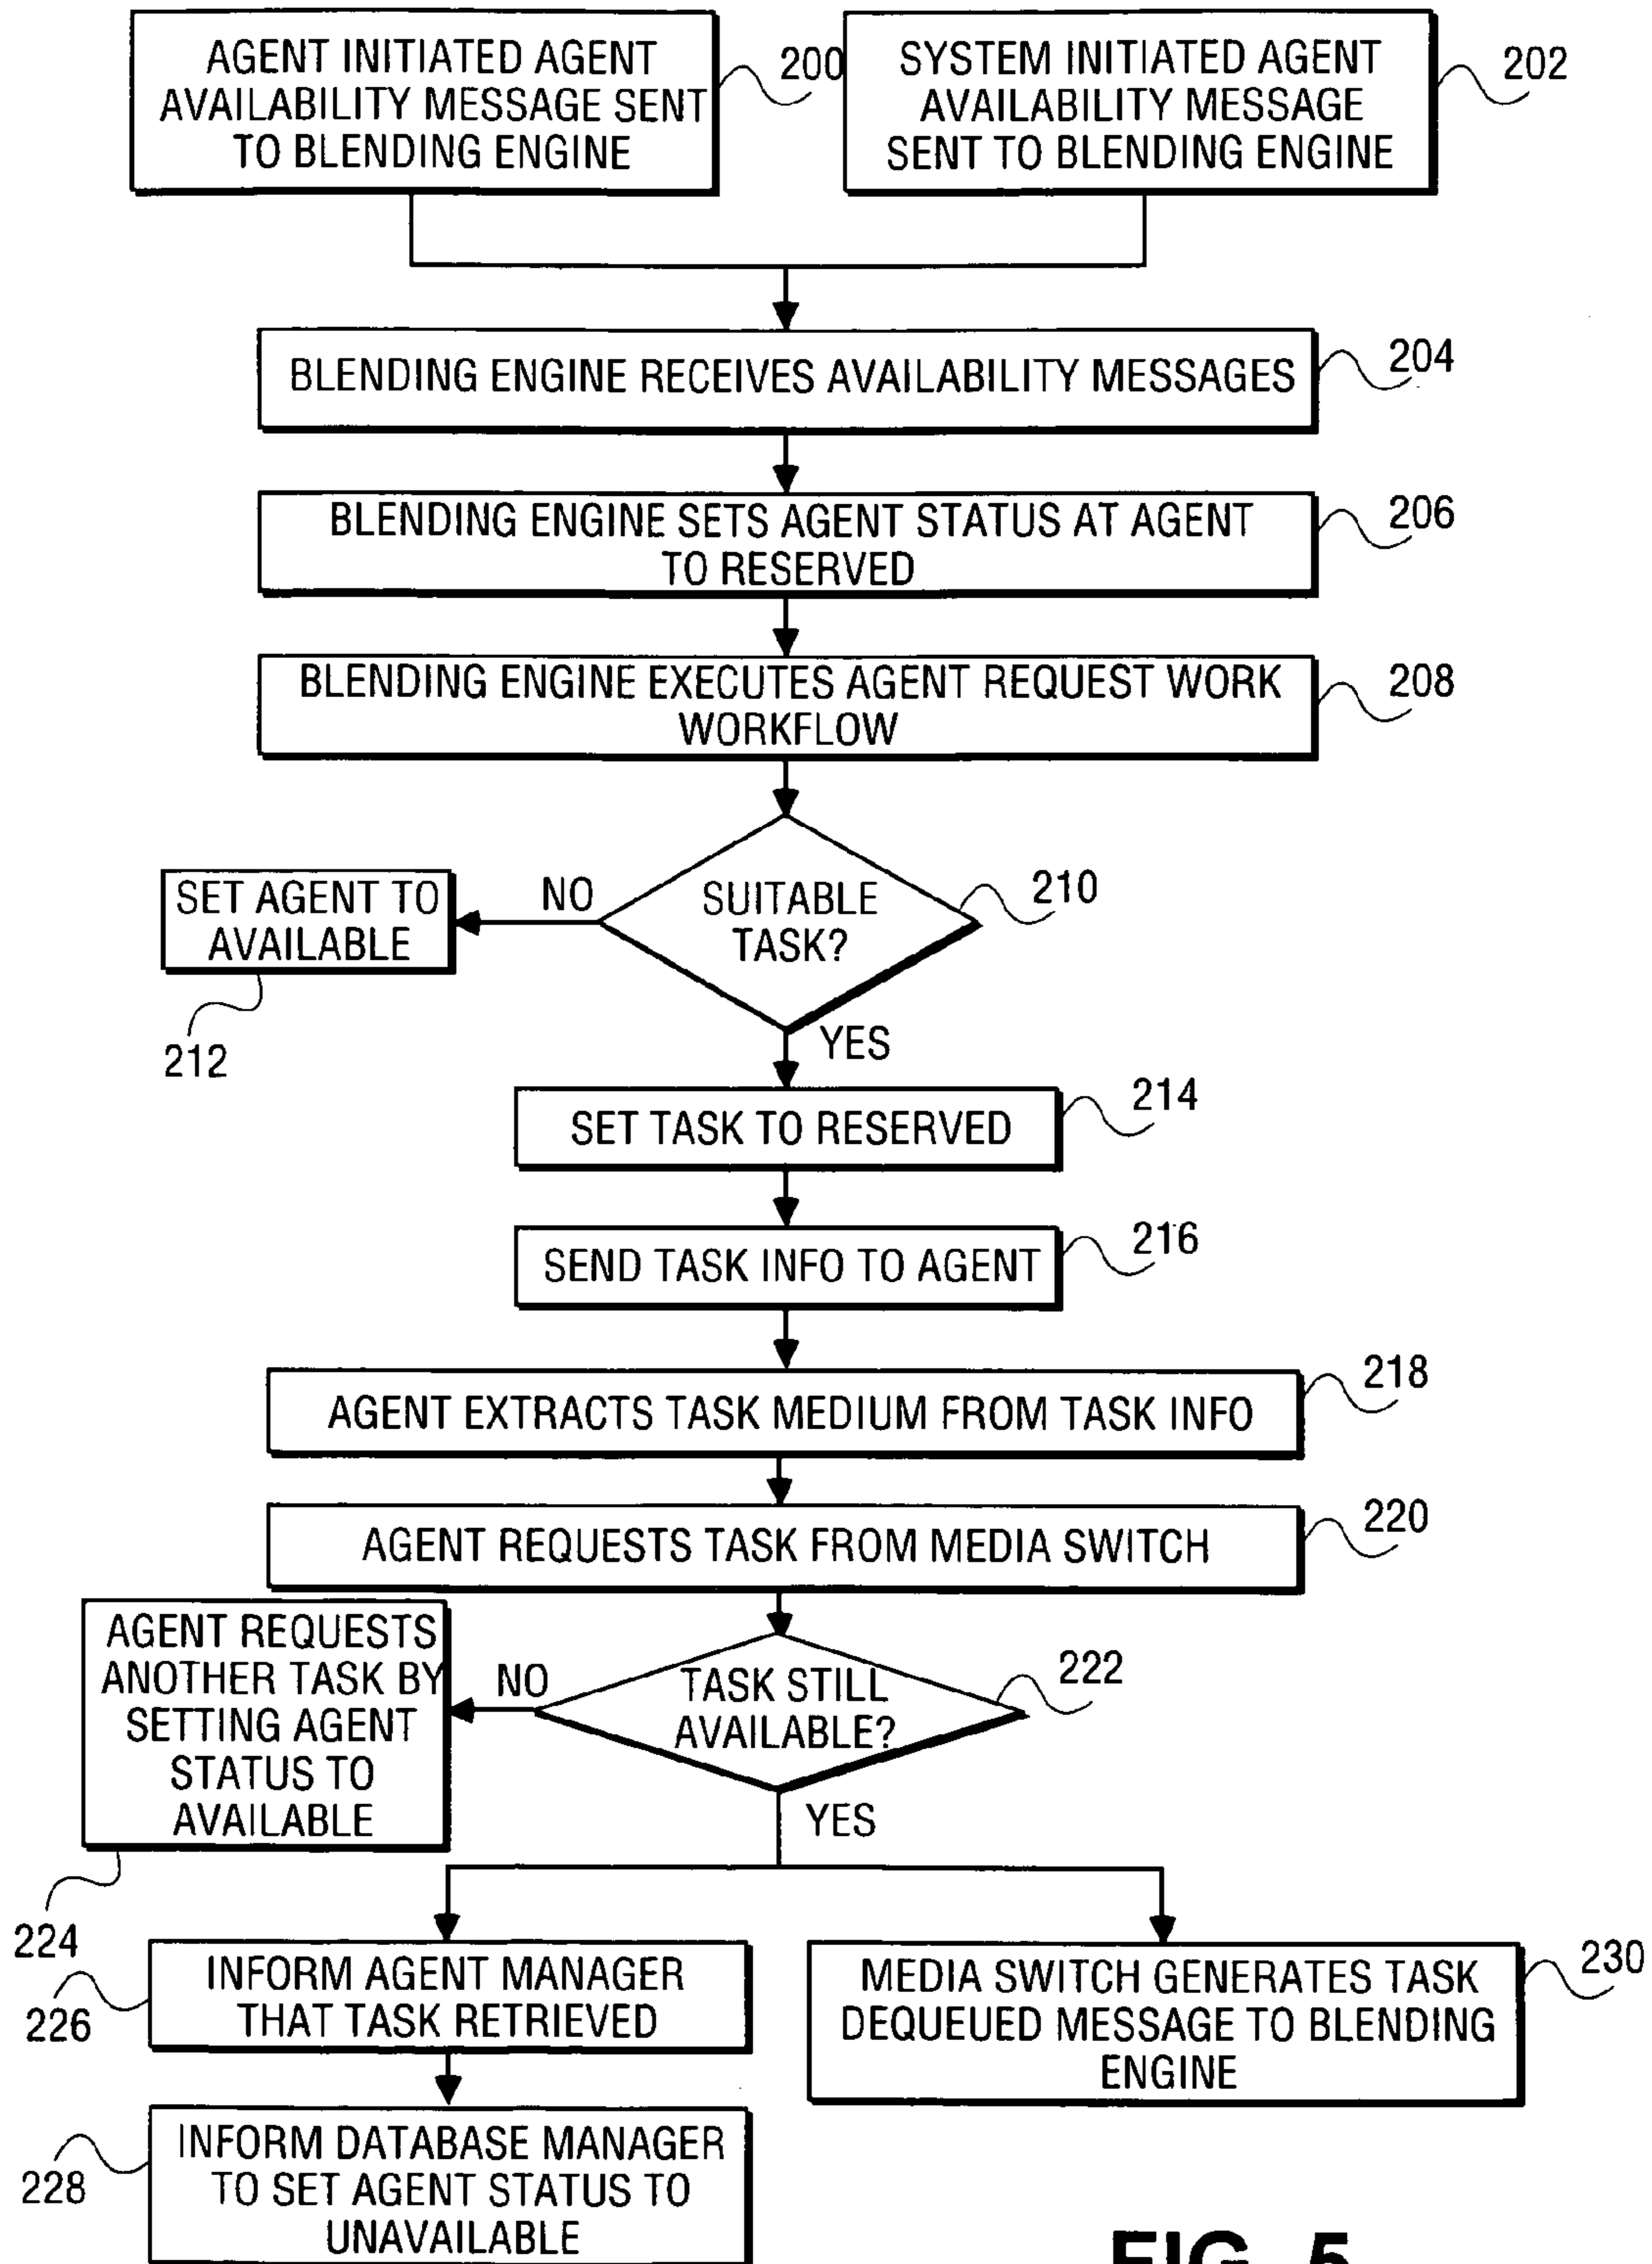 AGENT INITIATED AGENT
AVAILABILITY MESSAGE SENT
TO BLENDING ENGINE
200
SYSTEM INITIATED AGENT
AVAILABILITY MESSAGE
SENT TO BLENDING ENGINE
202
BLENDING ENGINE RECEIVES AVAILABILITY MESSAGES
204
BLENDING ENGINE SETS AGENT STATUS AT AGENT
TO RESERVED
206
BLENDING ENGINE EXECUTES AGENT REQUEST WORK
WORKFLOW
208
SUITABLE
TASK?
210
NO
SET AGENT TO
AVAILABLE
212
YES
SET TASK TO RESERVED
214
SEND TASK INFO TO AGENT
216
AGENT EXTRACTS TASK MEDIUM FROM TASK INFO
218
AGENT REQUESTS TASK FROM MEDIA SWITCH
220
TASK STILL
AVAILABLE?
222
NO
AGENT REQUESTS
ANOTHER TASK BY
SETTING AGENT
STATUS TO
AVAILABLE
224
YES
INFORM AGENT MANAGER
THAT TASK RETRIEVED
226
MEDIA SWITCH GENERATES TASK
DEQUEUED MESSAGE TO BLENDING
ENGINE
230
INFORM DATABASE MANAGER
TO SET AGENT STATUS TO
UNAVAILABLE
228
FIG. 5